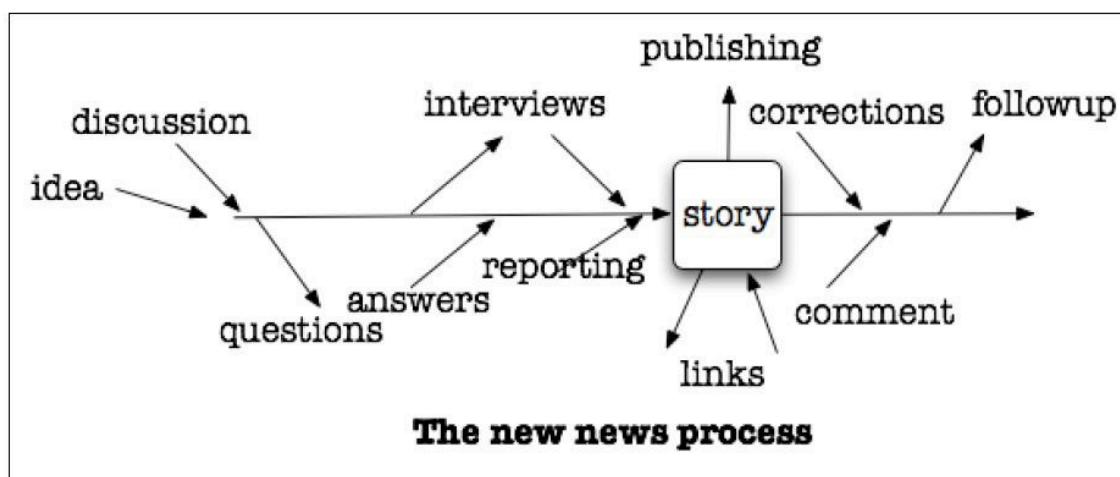 publishing
interviews
corrections
followup
discussion
idea
story
reporting
answers
questions
comment
links
The new news process